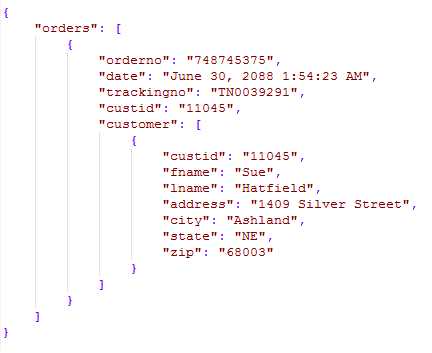 {
    "orders": [
        {
            "orderno": "748745375",
            "date": "June 30, 2088 1:54:23 AM",
            "trackingno": "TN0039291",
            "custid": "11045",
            "customer": [
                {
                    "custid": "11045",
                    "fname": "Sue",
                    "lname": "Hatfield",
                    "address": "1409 Silver Street",
                    "city": "Ashland",
                    "state": "NE",
                    "zip": "68003"
                }
            ]
        }
    ]
}